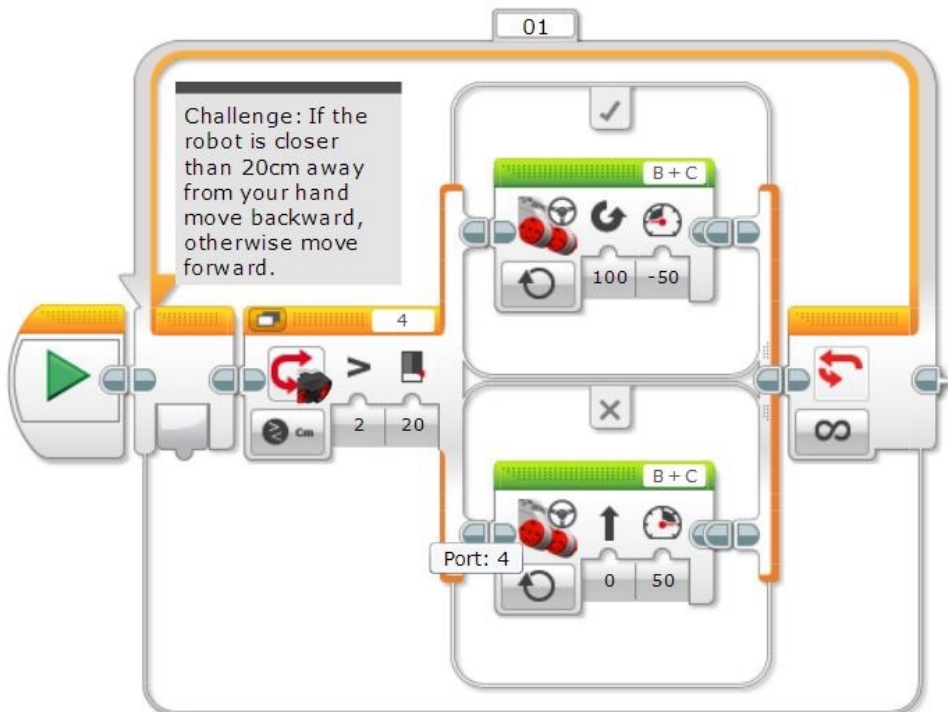 01
Challenge: If the
robot is closer
than 20cm away
from your hand
move backward,
otherwise move
forward.
B + C
100 -50
4
>
Cm 2 20
B + C
Port: 4
0 50
∞